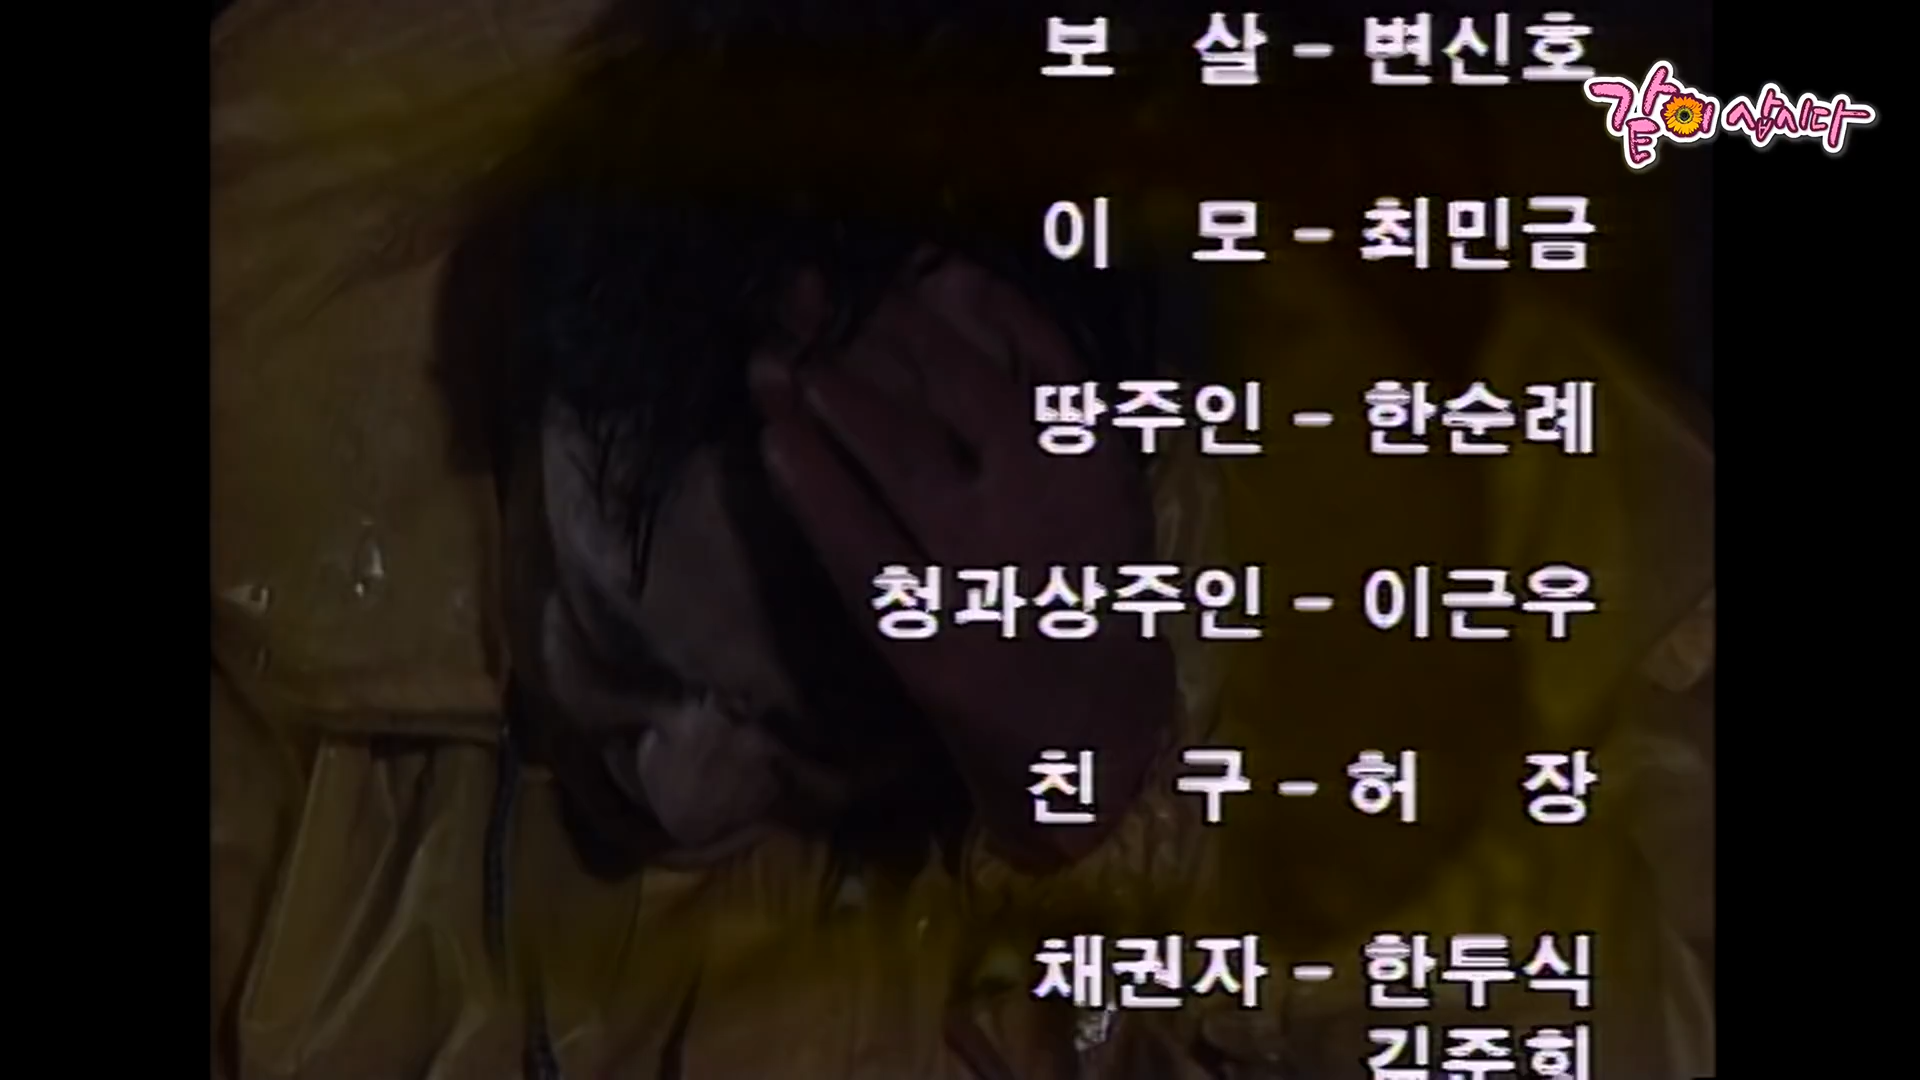 보 살 - 변신호
같이 삽시다
이 모 - 최민금
땅주인 - 한순례
청과상주인 - 이근우
친 구 - 허 장
채권자 - 한두식